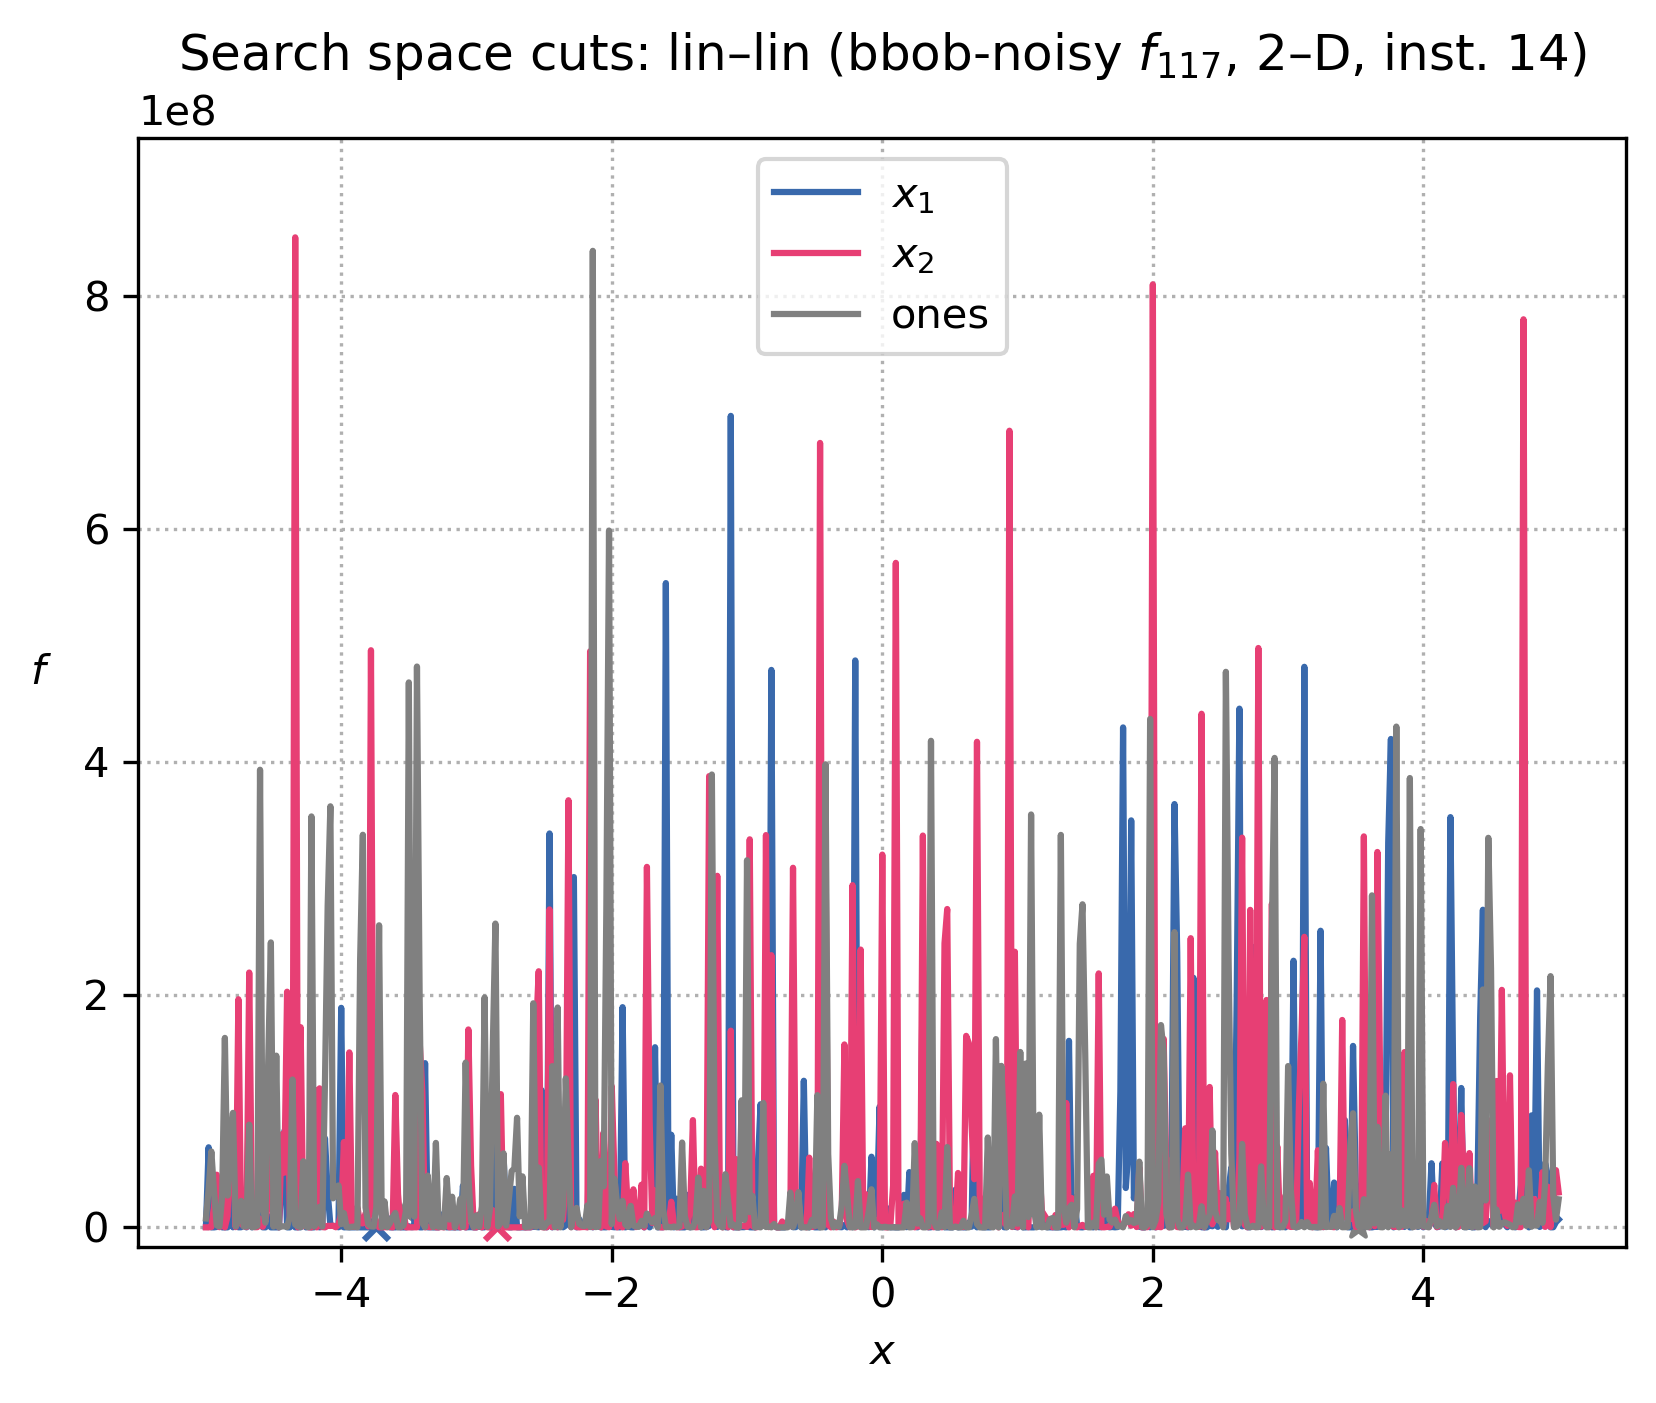 Search space cuts: lin–lin (bbob-noisy f₁₁₇, 2–D, inst. 14)
1e8
x₁
x₂
ones
8
6
4
2
0
f
−4 −2 0 2 4
x